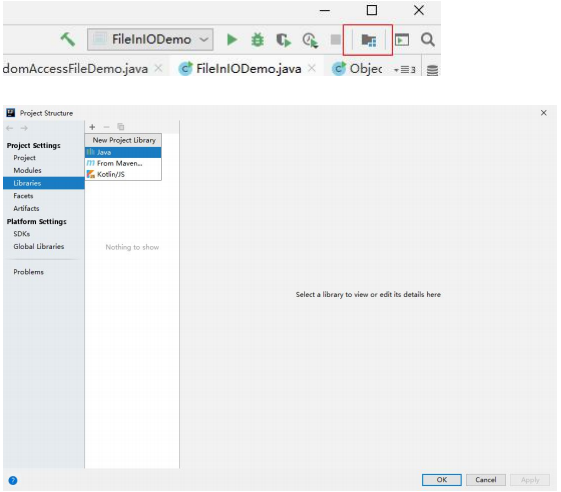 FileInIODemo
domAccessFileDemo.java
FileInIODemo.java
Objec
3
Project Structure
New Project Library
Java
From Maven...
Kotlin/JS
Project Settings
Project
Modules
Libraries
Facets
Artifacts
Platform Settings
SDKs
Global Libraries
Problems
Nothing to show
Select a library to view or edit its details here
?
OK
Cancel
Apply